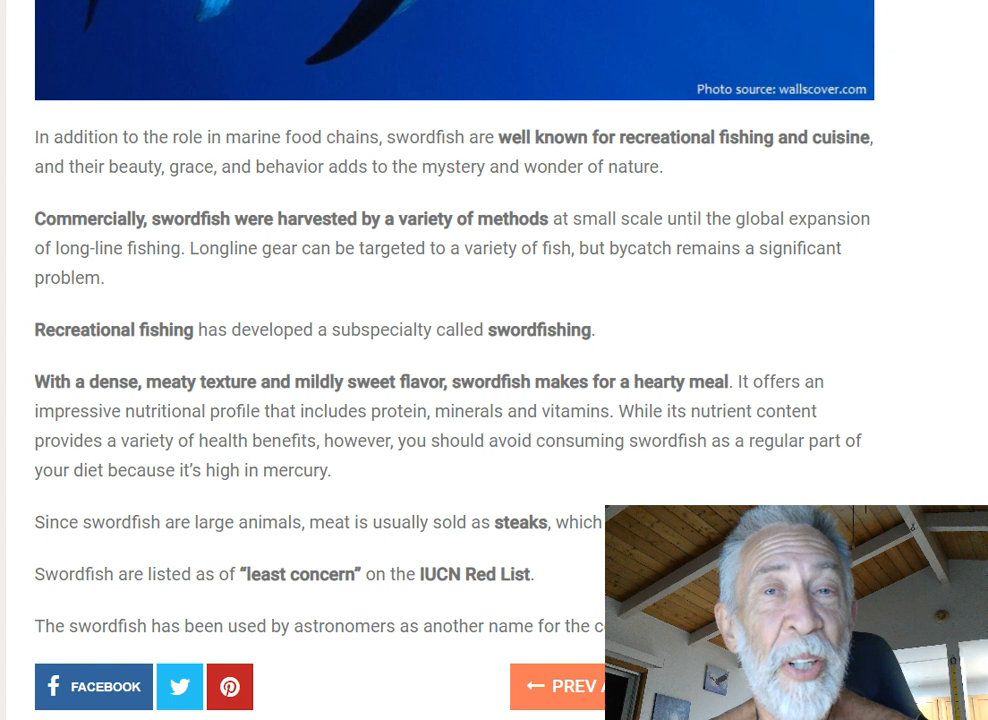 Photo source: wallscover.com
In addition to the role in marine food chains, swordfish are well known for recreational fishing and cuisine,
and their beauty, grace, and behavior adds to the mystery and wonder of nature.
Commercially, swordfish were harvested by a variety of methods at small scale until the global expansion
of long-line fishing. Longline gear can be targeted to a variety of fish, but bycatch remains a significant
problem.
Recreational fishing has developed a subspecialty called swordfishing.
With a dense, meaty texture and mildly sweet flavor, swordfish makes for a hearty meal. It offers an
impressive nutritional profile that includes protein, minerals and vitamins. While its nutrient content
provides a variety of health benefits, however, you should avoid consuming swordfish as a regular part of
your diet because it's high in mercury.
Since swordfish are large animals, meat is usually sold as steaks, which
Swordfish are listed as of “least concern” on the IUCN Red List.
The swordfish has been used by astronomers as another name for the
FACEBOOK
← PREV